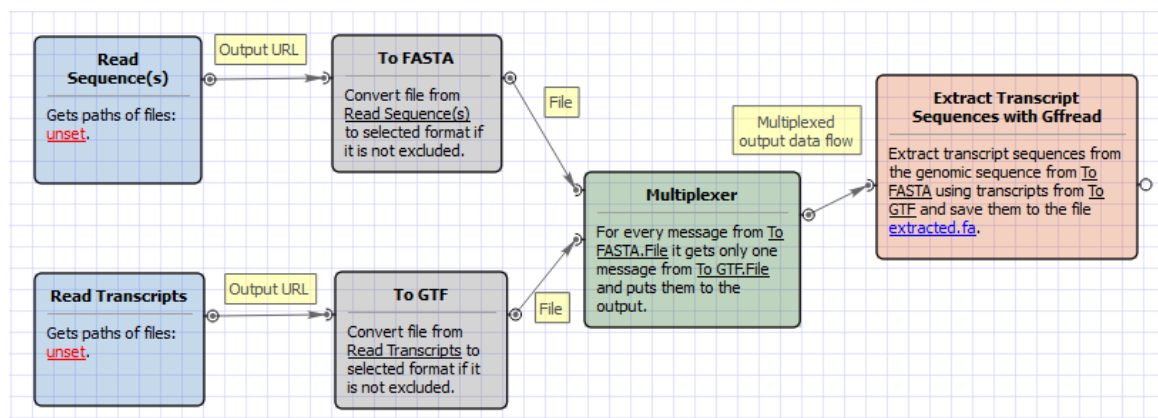 Read
Sequence(s)
Gets paths of files:
unset.
Output URL
To FASTA
Convert file from
Read Sequence(s)
to selected format if
it is not excluded.
File
Read Transcripts
Gets paths of files:
unset.
Output URL
To GTF
Convert file from
Read Transcripts to
selected format if it
is not excluded.
File
Multiplexer
For every message from To
FASTA.File it gets only one
message from To GTF.File
and puts them to the
output.
Multiplexed
output data flow
Extract Transcript
Sequences with Gffread
Extract transcript sequences from
the genomic sequence from To
FASTA using transcripts from To
GTF and save them to the file
extracted.fa.